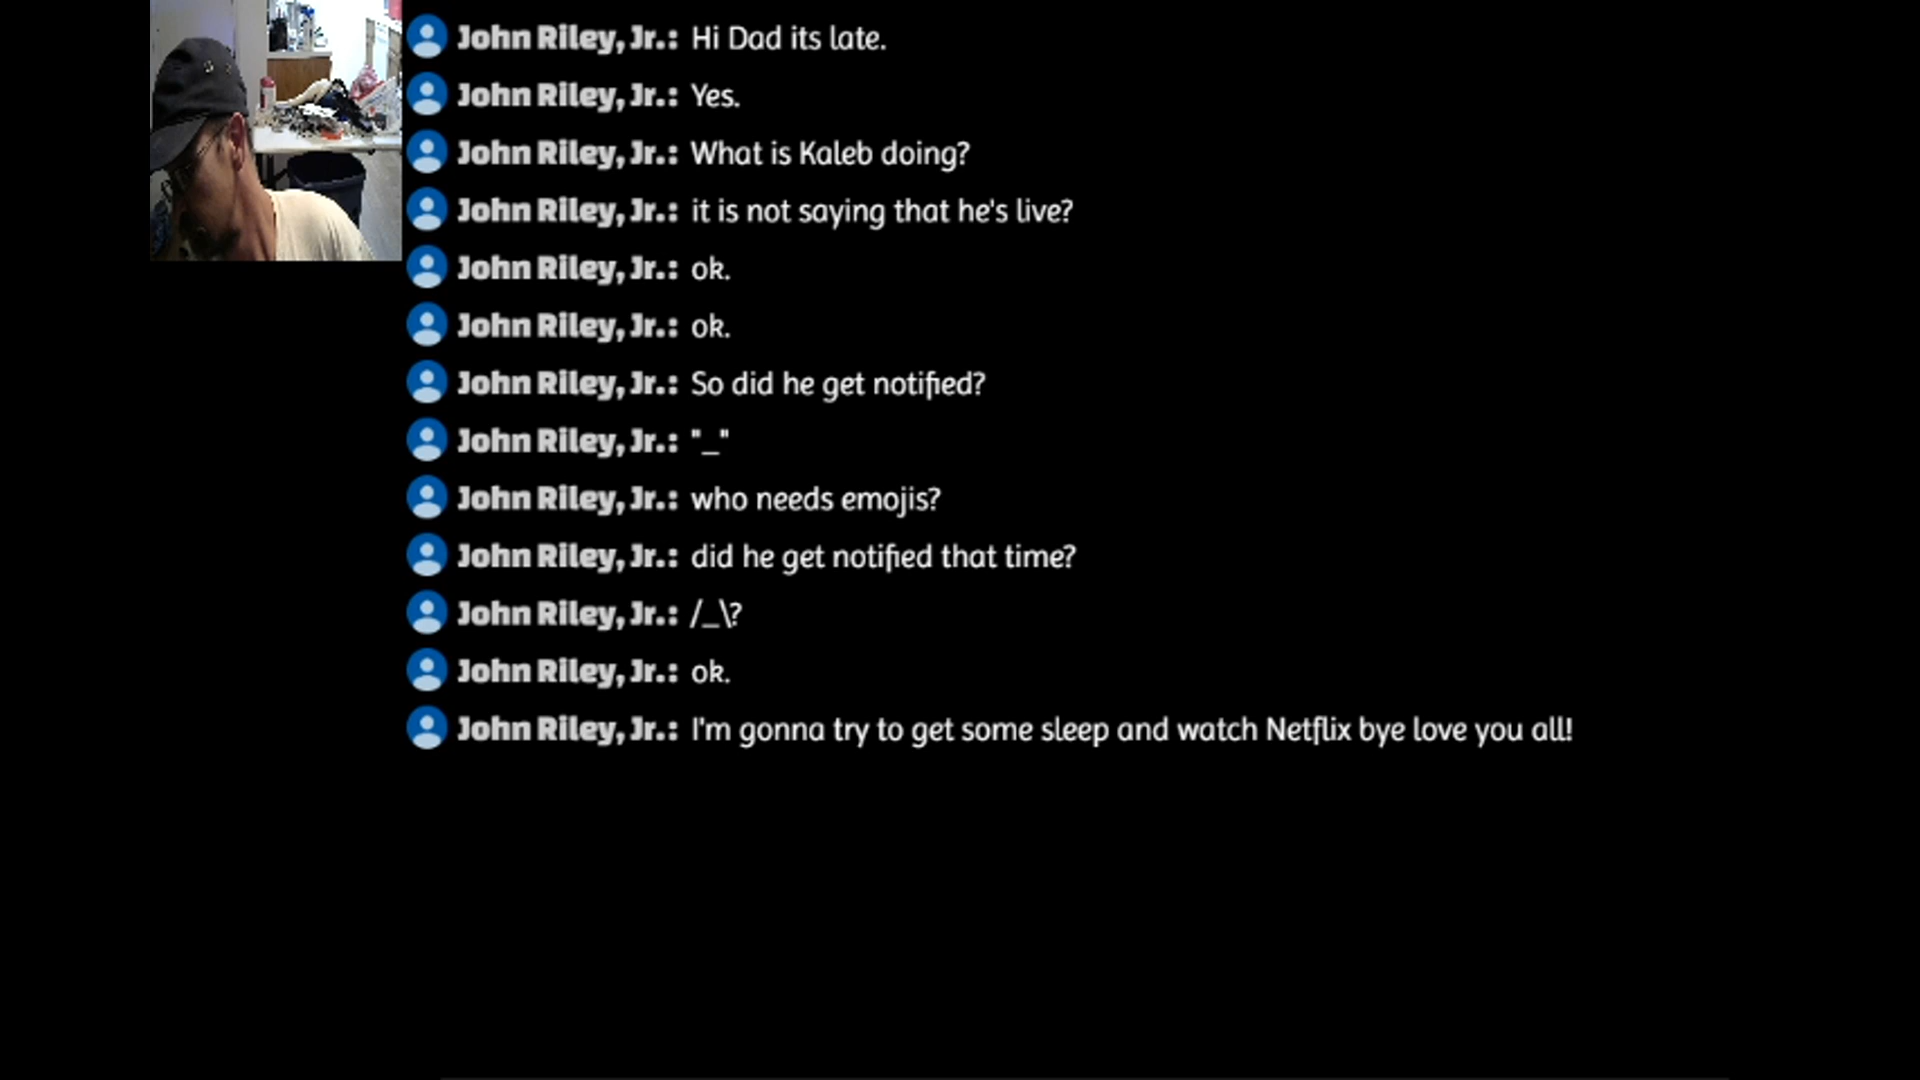 John Riley, Jr.: Hi Dad its late.
John Riley, Jr.: Yes.
John Riley, Jr.: What is Kaleb doing?
John Riley, Jr.: it is not saying that he's live?
John Riley, Jr.: ok.
John Riley, Jr.: ok.
John Riley, Jr.: So did he get notified?
John Riley, Jr.: "_"
John Riley, Jr.: who needs emojis?
John Riley, Jr.: did he get notified that time?
John Riley, Jr.: /_\?
John Riley, Jr.: ok.
John Riley, Jr.: I'm gonna try to get some sleep and watch Netflix bye love you all!